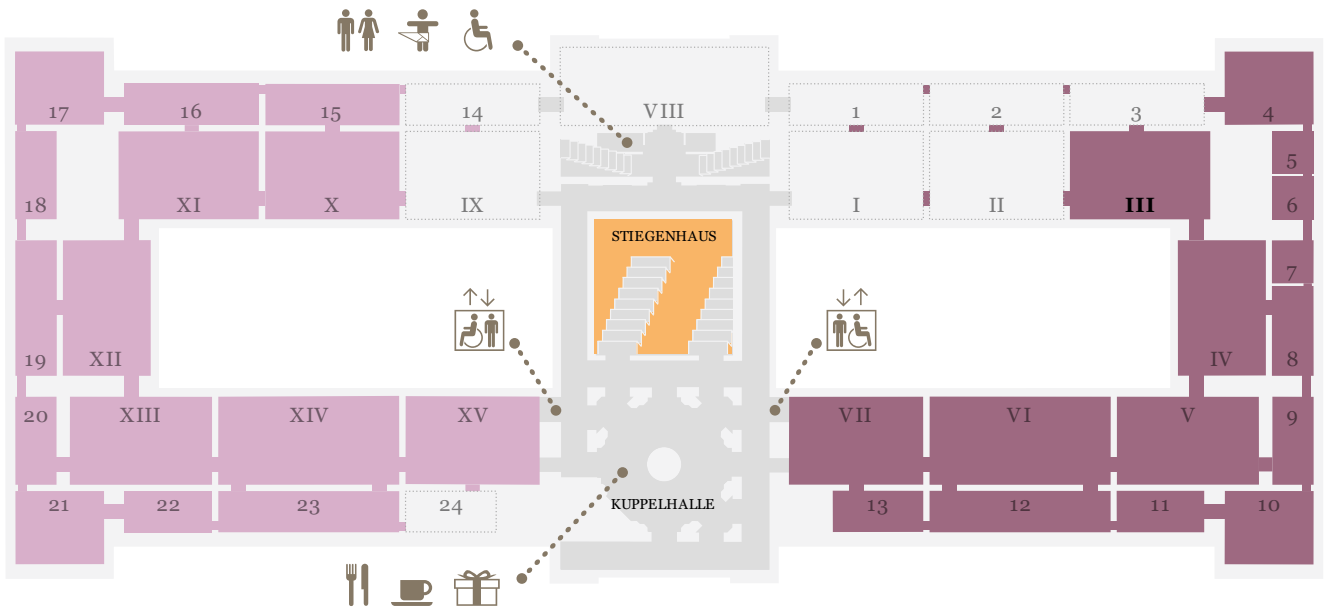 17 16 15 14 VIII 1 2 3 4
5
18 XI X IX I II III 6
STIEGENHAUS
7
19 XII IV 8
20 XIII XIV XV VII VI V 9
21 22 23 24 KUPPELHALLE 13 12 11 10